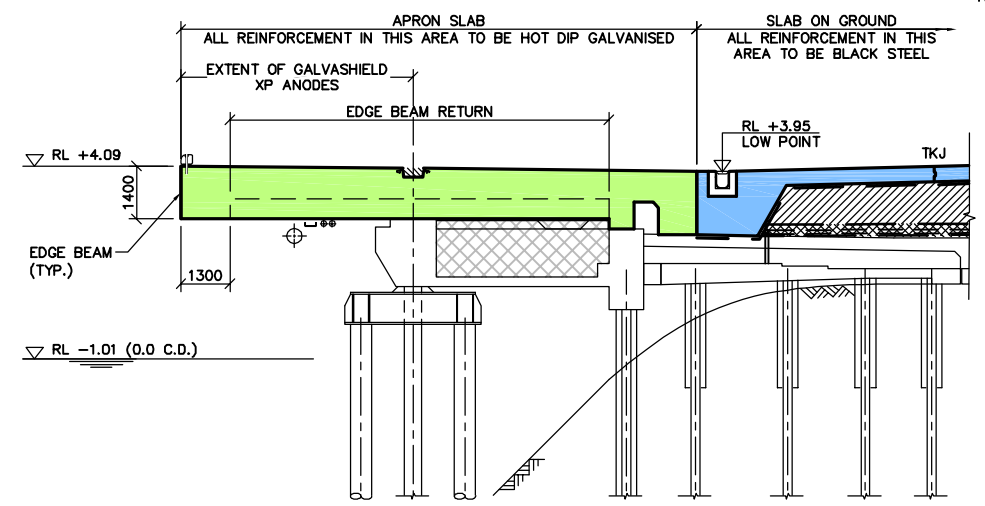 APRON SLAB
ALL REINFORCEMENT IN THIS AREA TO BE HOT DIP GALVANISED
SLAB ON GROUND
ALL REINFORCEMENT IN THIS
AREA TO BE BLACK STEEL
EXTENT OF GALVASHIELD
XP ANODES
EDGE BEAM RETURN
RL +3.95
LOW POINT
TKJ
RL +4.09
1400
EDGE BEAM
(TYP.)
1300
RL -1.01 (0.0 C.D.)